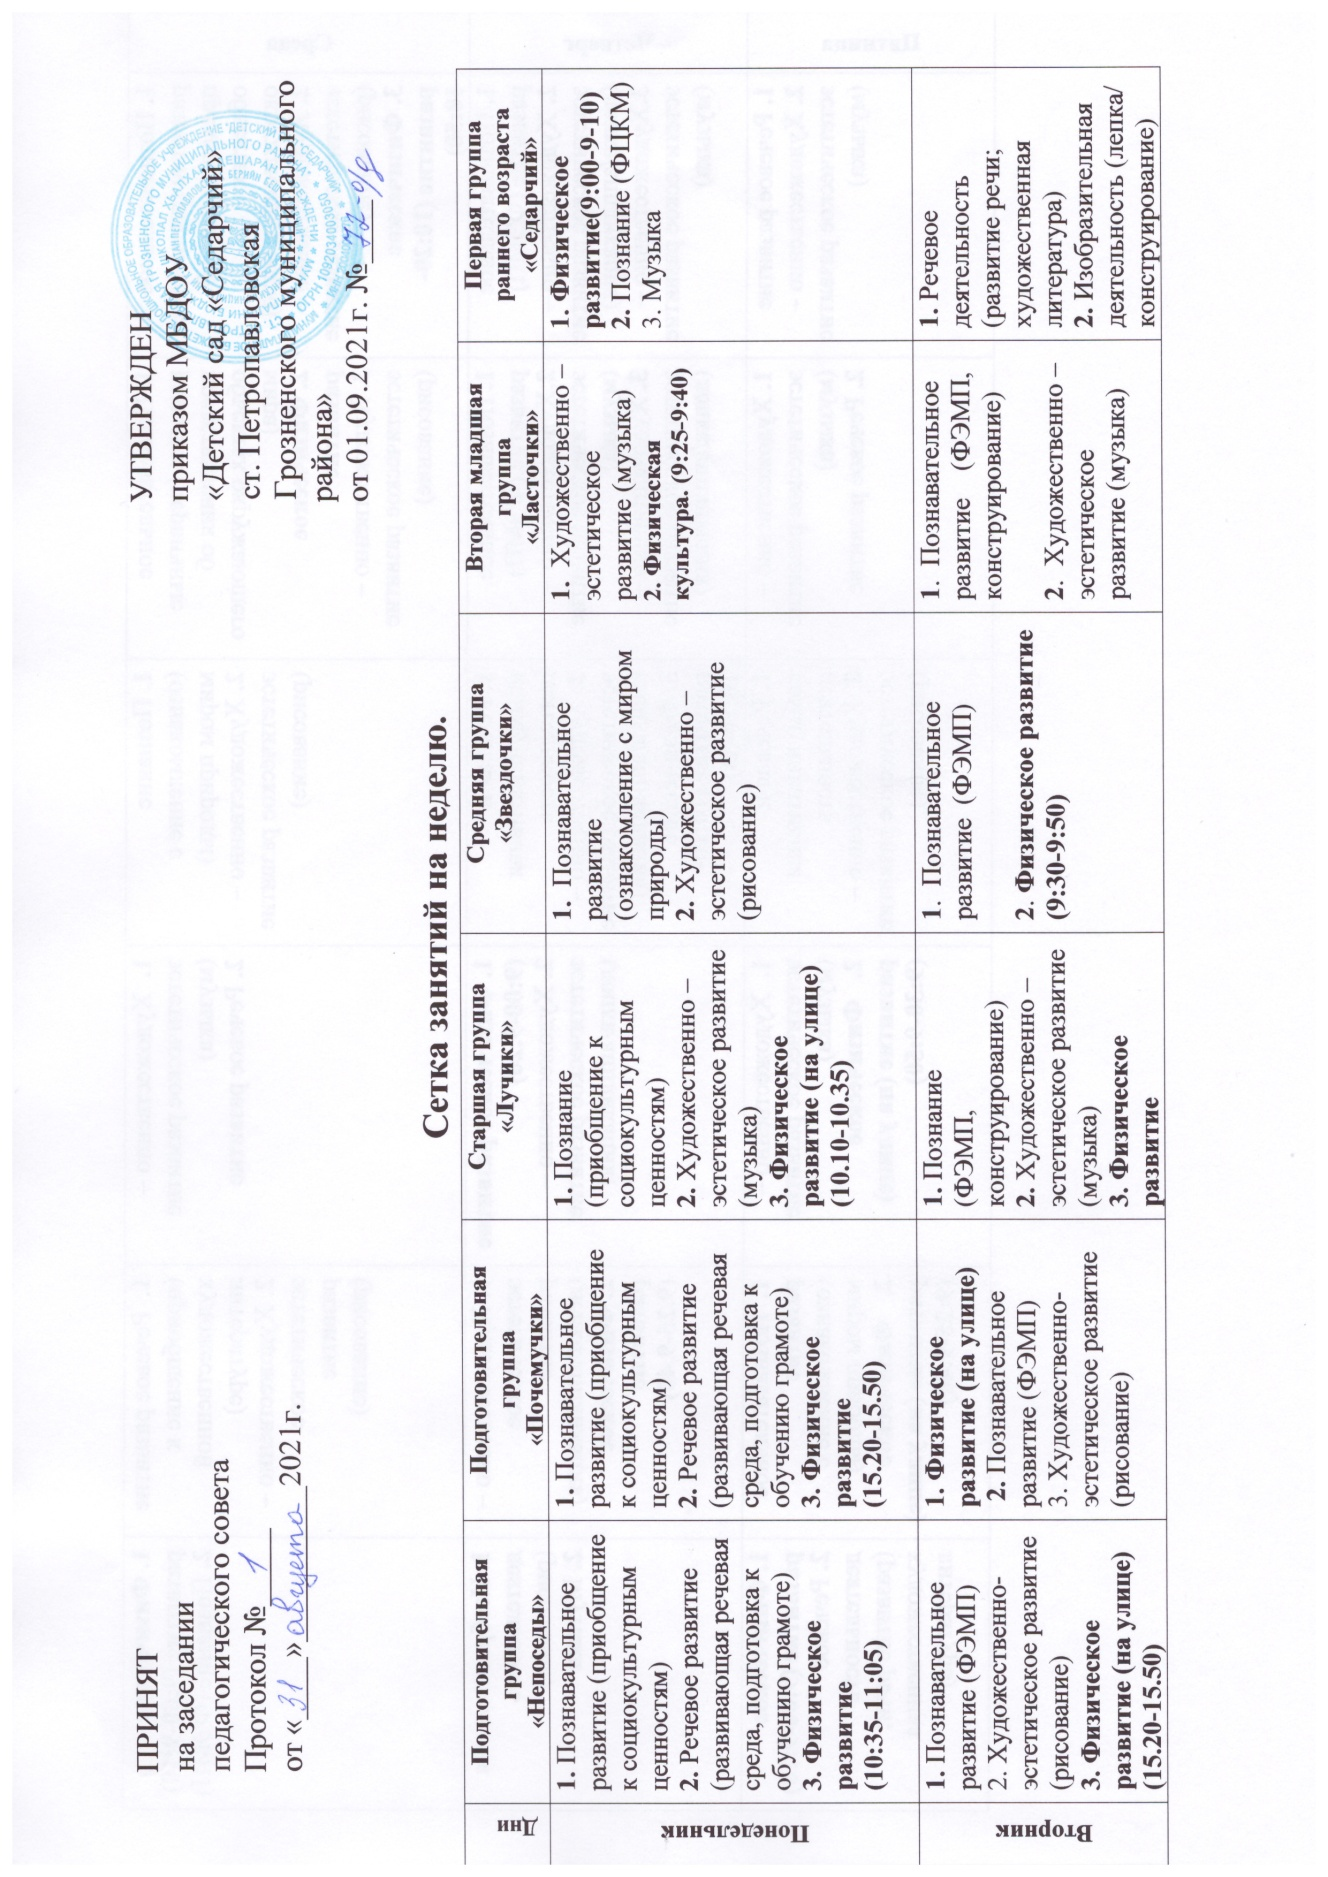 ПРИНЯТ
на заседании
педагогического совета
Протокол № 1
от « 31 » августа 2021г.
УТВЕРЖДЕН
приказом МБДОУ
«Детский сад «Седарчий»
ст. Петропавловская
Грозненского муниципального
района»
от 01.09.2021г. №
Сетка занятий на неделю.
Дни
Подготовительная
группа
«Непоседы»
Подготовительная
группа
«Почемучки»
Старшая группа
«Лучики»
Средняя группа
«Звездочки»
Вторая младшая
группа
«Ласточки»
Первая группа
раннего возраста
«Седарчий»
Понедельник
1. Познавательное
развитие (приобщение
к социокультурным
ценностям)
2. Речевое развитие
(развивающая речевая
среда, подготовка к
обучению грамоте)
3. Физическое
развитие
(10:35-11:05)
1. Познавательное
развитие (приобщение
к социокультурным
ценностям)
2. Речевое развитие
(развивающая речевая
среда, подготовка к
обучению грамоте)
3. Физическое
развитие
(15.20-15.50)
1. Познание
(приобщение к
социокультурным
ценностям)
2. Художественно –
эстетическое развитие
(музыка)
3. Физическое
развитие (на улице)
(10.10-10.35)
1. Познавательное
развитие
(ознакомление с миром
природы)
2. Художественно –
эстетическое развитие
(рисование)
1. Художественно –
эстетическое
развитие (музыка)
2. Физическая
культура. (9:25-9:40)
1. Физическое
развитие(9:00-9-10)
2. Познание (ФЦКМ)
3. Музыка
Вторник
1. Познавательное
развитие (ФЭМП)
2. Художественно-
эстетическое развитие
(рисование)
3. Физическое
развитие (на улице)
(15.20-15.50)
1. Физическое
развитие (на улице)
2. Познавательное
развитие (ФЭМП)
3. Художественно-
эстетическое развитие
(рисование)
1. Познание
(ФЭМП,
конструирование)
2. Художественно –
эстетическое развитие
(музыка)
3. Физическое
развитие
1. Познавательное
развитие (ФЭМП)
2. Физическое развитие
(9:30-9:50)
1. Познавательное
развитие (ФЭМП,
конструирование)
2. Художественно –
эстетическое
развитие (музыка)
1. Речевое
деятельность
(развитие речи;
художественная
литература)
2. Изобразительная
деятельность (лепка/
конструирование)